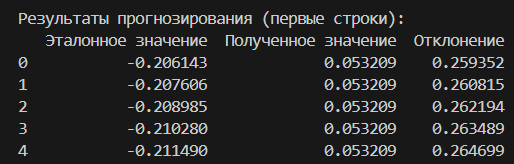 Результаты прогнозирования (первые строки):
Эталонное значение Полученное значение Отклонение
0 -0.206143 0.053209 0.259352
1 -0.207606 0.053209 0.260815
2 -0.208985 0.053209 0.262194
3 -0.210280 0.053209 0.263489
4 -0.211490 0.053209 0.264699